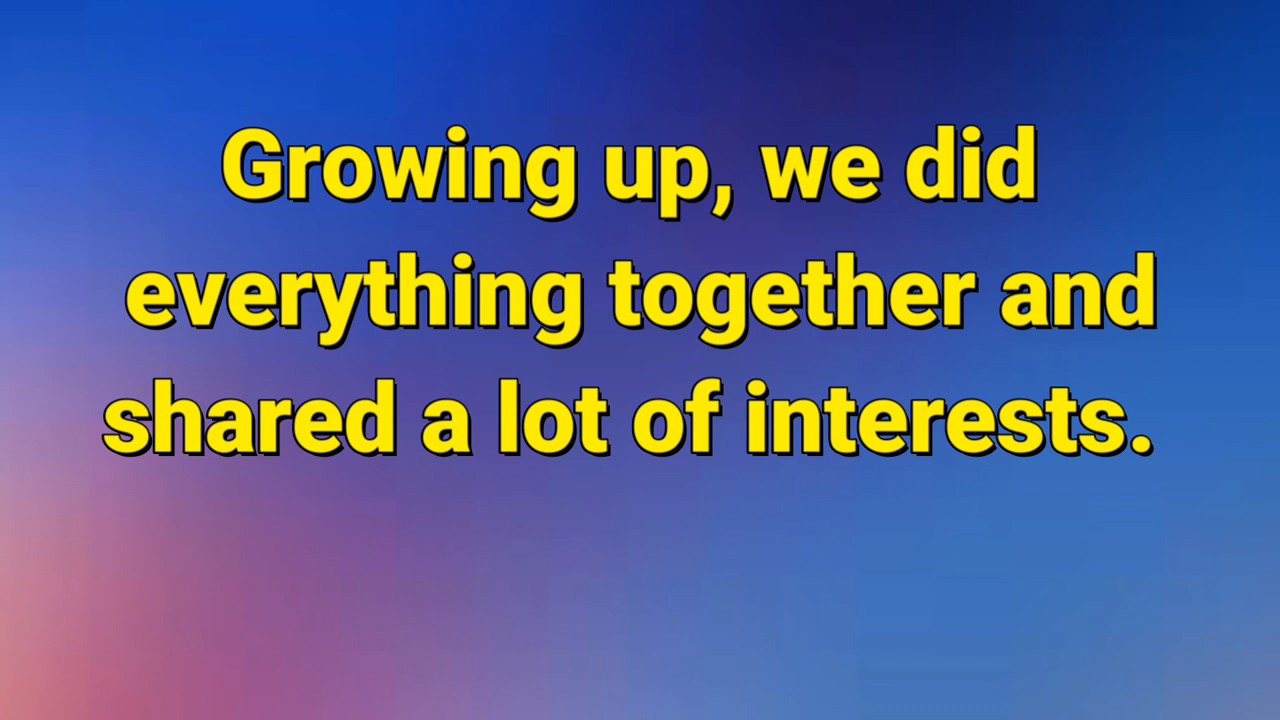 Growing up, we did
everything together and
shared a lot of interests.